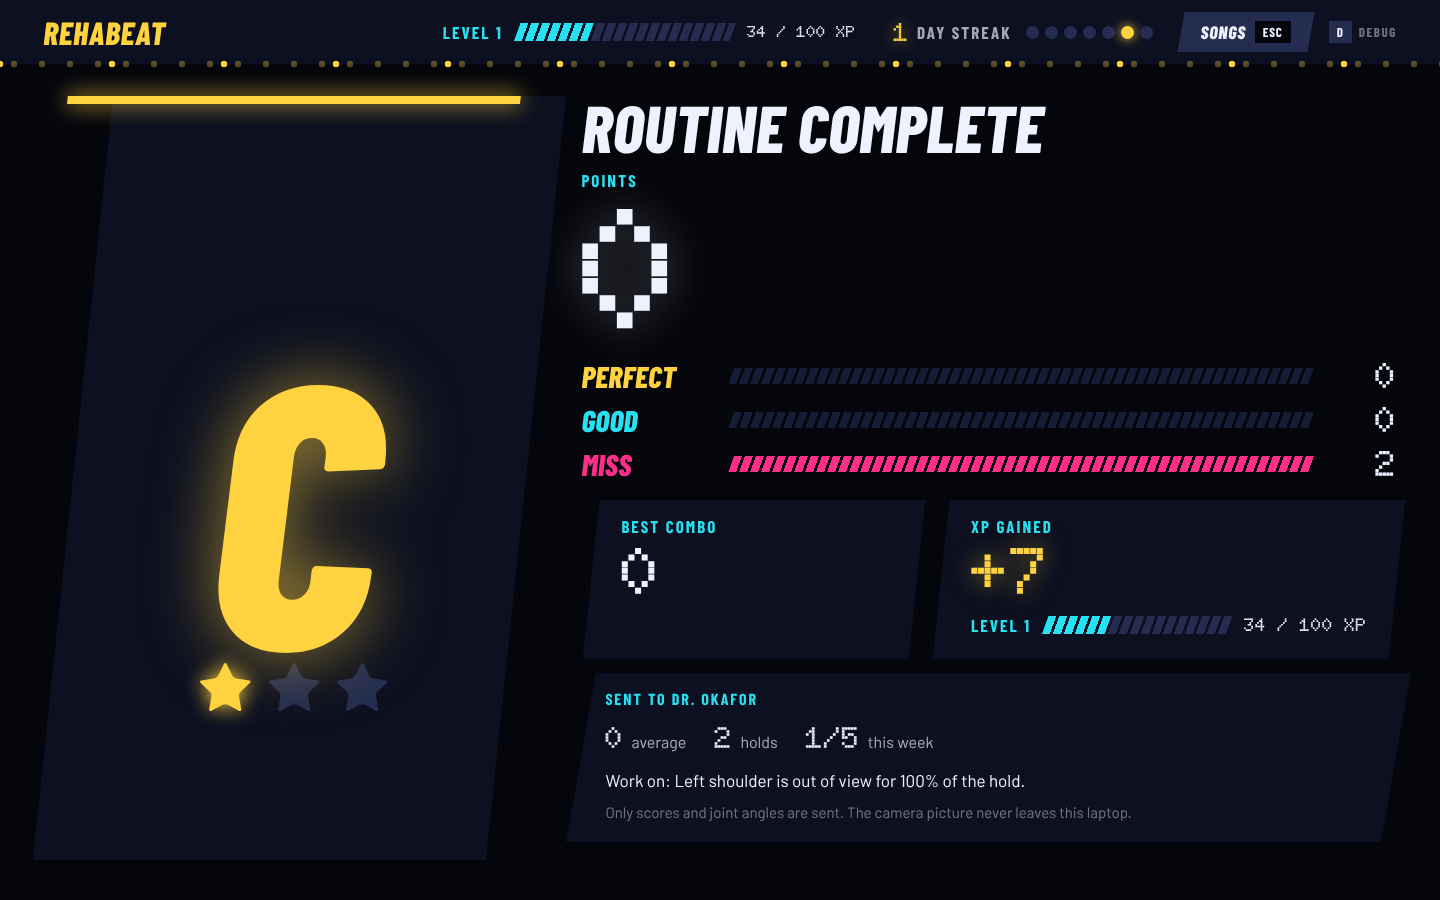 REHABEAT
LEVEL 1 34 / 100 XP 1 DAY STREAK SONGS ESC D DEBUG
ROUTINE COMPLETE
POINTS
0
PERFECT 0
GOOD 0
MISS 2
C
BEST COMBO
0
XP GAINED
+7
LEVEL 1 34 / 100 XP
SENT TO DR. OKAFOR
0 average 2 holds 1/5 this week
Work on: Left shoulder is out of view for 100% of the hold.
Only scores and joint angles are sent. The camera picture never leaves this laptop.